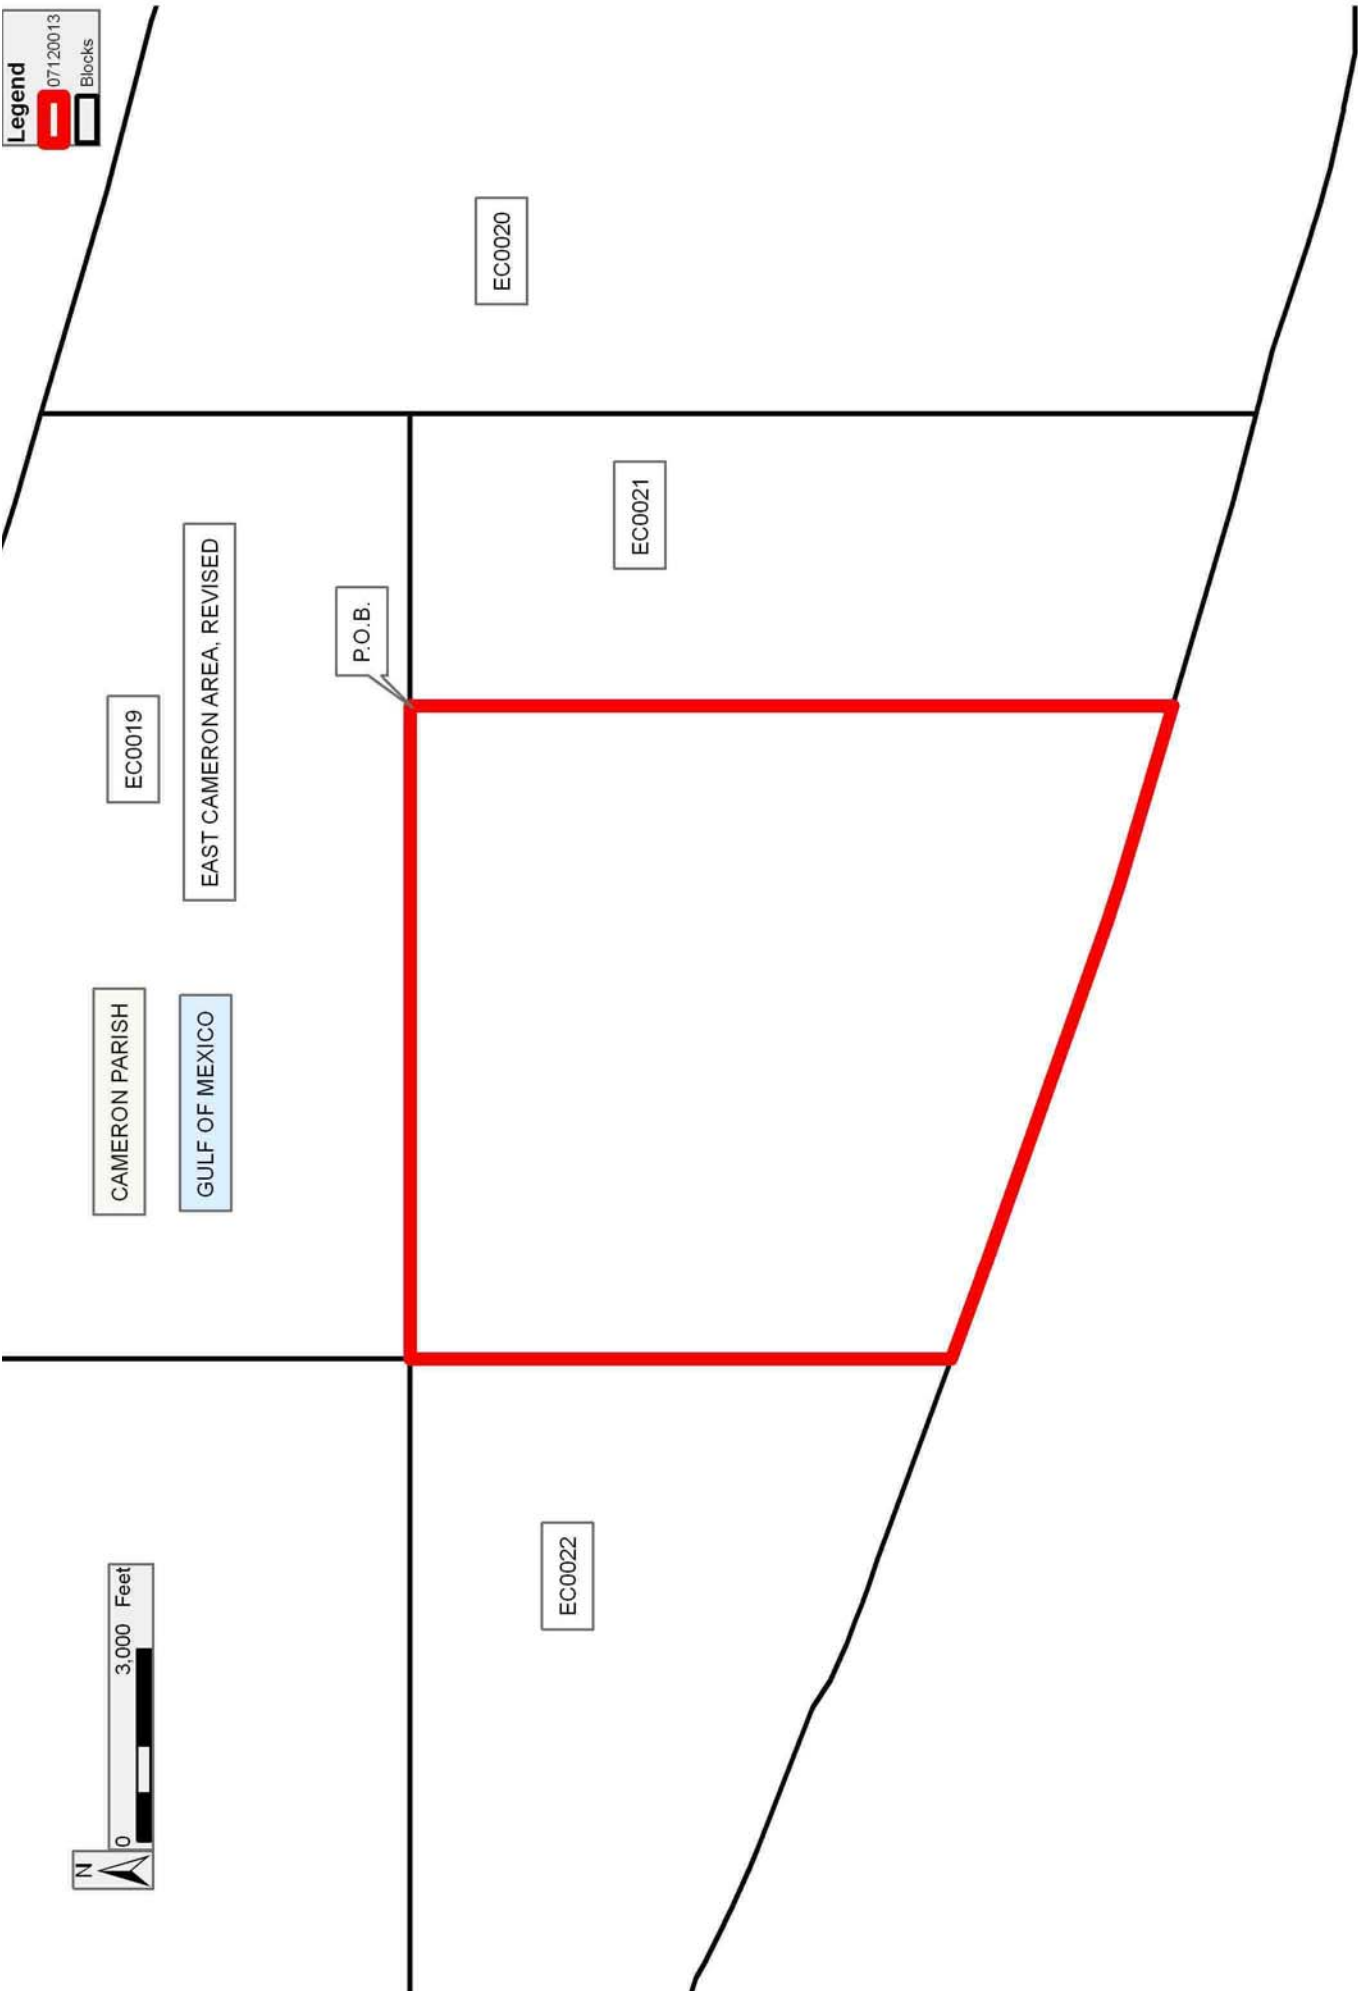 Legend
07120013
Blocks
EC0020
EC0019
EAST CAMERON AREA, REVISED
P.O.B.
EC0021
CAMERON PARISH
GULF OF MEXICO
N
0 3,000 Feet
EC0022